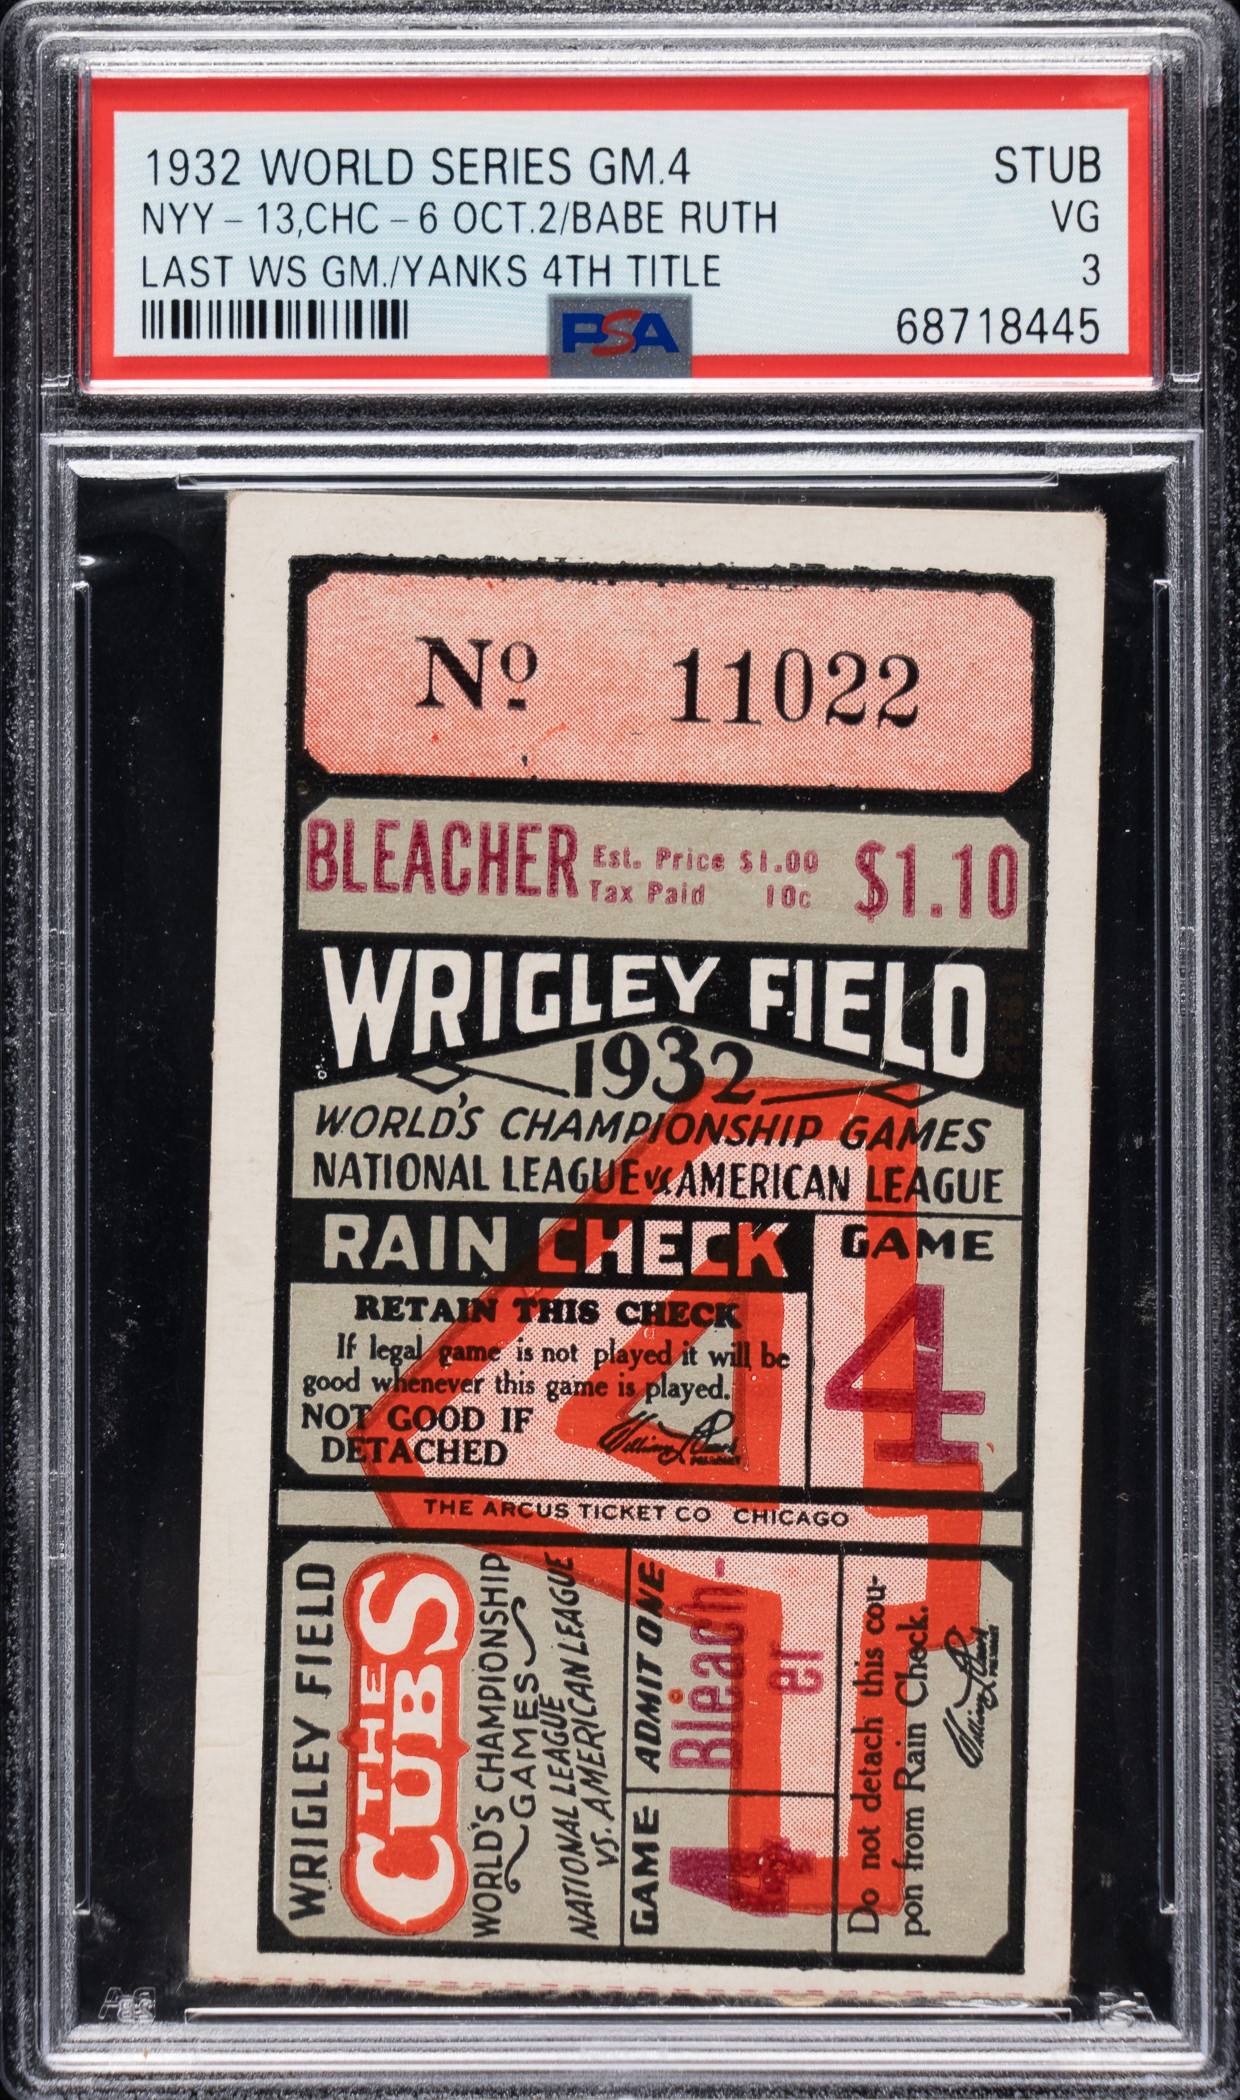 1932 WORLD SERIES GM.4 STUB
NYY - 13,CHC - 6 OCT.2/BABE RUTH VG
LAST WS GM./YANKS 4TH TITLE 3
PSA 68718445
Nº 11022
BLEACHER Est. Price $1.00 $1.10
Tax Paid 10c
WRIGLEY FIELD
1932
WORLD'S CHAMPIONSHIP GAMES
NATIONAL LEAGUE vs. AMERICAN LEAGUE
RAIN CHECK
GAME
4
RETAIN THIS CHECK
If legal game is not played it will be
good whenever this game is played.
NOT GOOD IF
DETACHED
PRESIDENT
4
THE ARCUS TICKET CO CHICAGO
WRIGLEY FIELD
THE
CUBS
WORLD'S CHAMPIONSHIP
GAMES
NATIONAL LEAGUE
VS. AMERICAN LEAGUE
GAME
4
ADMIT ONE
Bleach-
er
Do not detach this cou-
pon from Rain Check.